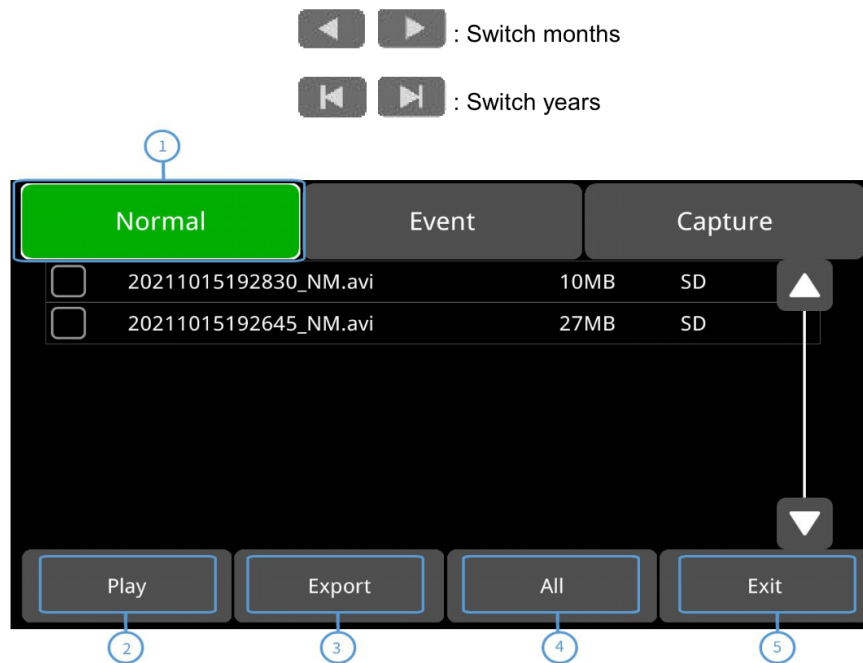 : Switch months
: Switch years
1
Normal Event Capture
20211015192830_NM.avi 10MB SD
20211015192645_NM.avi 27MB SD
Play Export All Exit
2 3 4 5